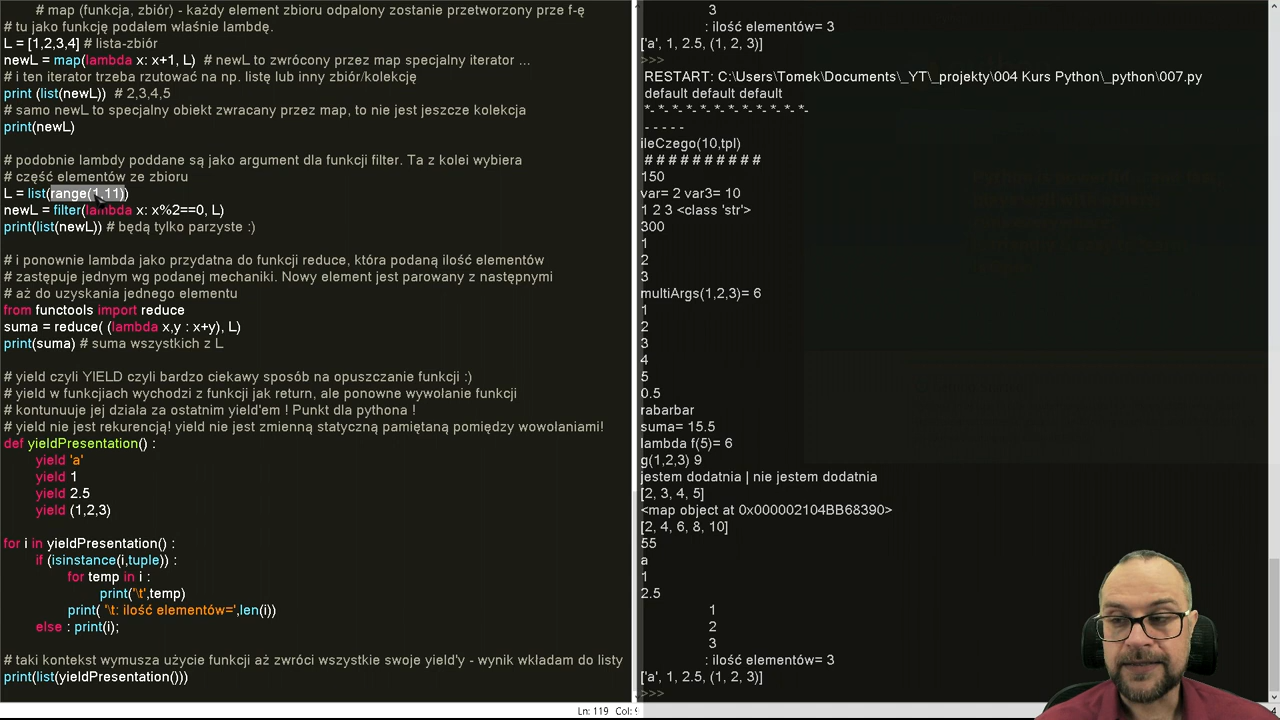 # map (funkcja, zbiór) - każdy element zbioru odpalony zostanie przetworzony prze f-ę
# tu jako funkcję podałem właśnie lambdę.
L = [1,2,3,4] # lista-zbiór
newL = map(lambda x: x+1, L)  # newL to zwrócony przez map specjalny iterator ...
# i ten iterator trzeba rzutować na np. listę lub inny zbiór/kolekcję
print (list(newL))  # 2,3,4,5
# samo newL to specjalny obiekt zwracany przez map, to nie jest jeszcze kolekcja
print(newL)
# podobnie lambdy poddane są jako argument dla funkcji filter. Ta z kolei wybiera
# część elementów ze zbioru
L = list(range(1,11))
newL = filter(lambda x: x%2==0, L)
print(list(newL)) # będą tylko parzyste :)
# i ponownie lambda jako przydatna do funkcji reduce, która podaną ilość elementów
# zastępuje jednym wg podanej mechaniki. Nowy element jest parowany z następnymi
# aż do uzyskania jednego elementu
from functools import reduce
suma = reduce( (lambda x,y : x+y), L)
print(suma) # suma wszystkich z L
# yield czyli YIELD czyli bardzo ciekawy sposób na opuszczanie funkcji :)
# yield w funkcjach wychodzi z funkcji jak return, ale ponowne wywołanie funkcji
# kontunuuje jej działa za ostatnim yield'em ! Punkt dla pythona !
# yield nie jest rekurencją! yield nie jest zmienną statyczną pamiętaną pomiędzy wowołaniami!
def yieldPresentation() :
yield 'a'
yield 1
yield 2.5
yield (1,2,3)
for i in yieldPresentation() :
if (isinstance(i,tuple)) :
for temp in i :
print('\t',temp)
print( '\t: ilość elementów=',len(i))
else : print(i);
# taki kontekst wymusza użycie funkcji aż zwróci wszystkie swoje yield'y - wynik wkładam do listy
print(list(yieldPresentation()))
Ln: 119  Col:
3
: ilość elementów= 3
['a', 1, 2.5, (1, 2, 3)]
>>>
RESTART: C:\Users\Tomek\Documents\_YT\_projekty\004 Kurs Python\_python\007.py
default default default
*-*-*-*-*-*-*-*-*-*-*-*-*-
- - - - -
ileCzego(10,tpl)
# # # # # # # # # #
150
var= 2 var3= 10
1 2 3 <class 'str'>
300
1
2
3
multiArgs(1,2,3)= 6
1
2
3
4
5
0.5
rabarbar
suma= 15.5
lambda f(5)= 6
g(1,2,3) 9
jestem dodatnia | nie jestem dodatnia
[2, 3, 4, 5]
<map object at 0x000002104BB68390>
[2, 4, 6, 8, 10]
55
a
1
2.5
1
2
3
: ilość elementów= 3
['a', 1, 2.5, (1, 2, 3)]
>>>